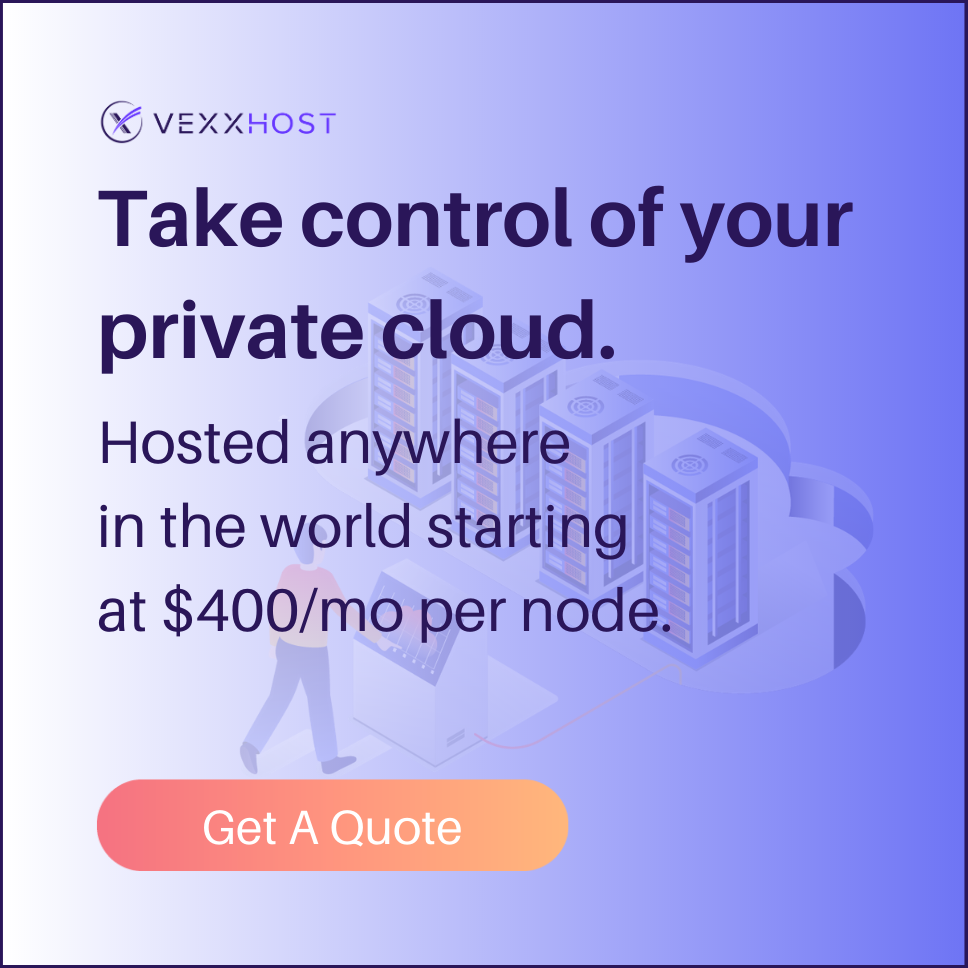 VEXXHOST
Take control of your
private cloud.
Hosted anywhere
in the world starting
at $400/mo per node.
Get A Quote